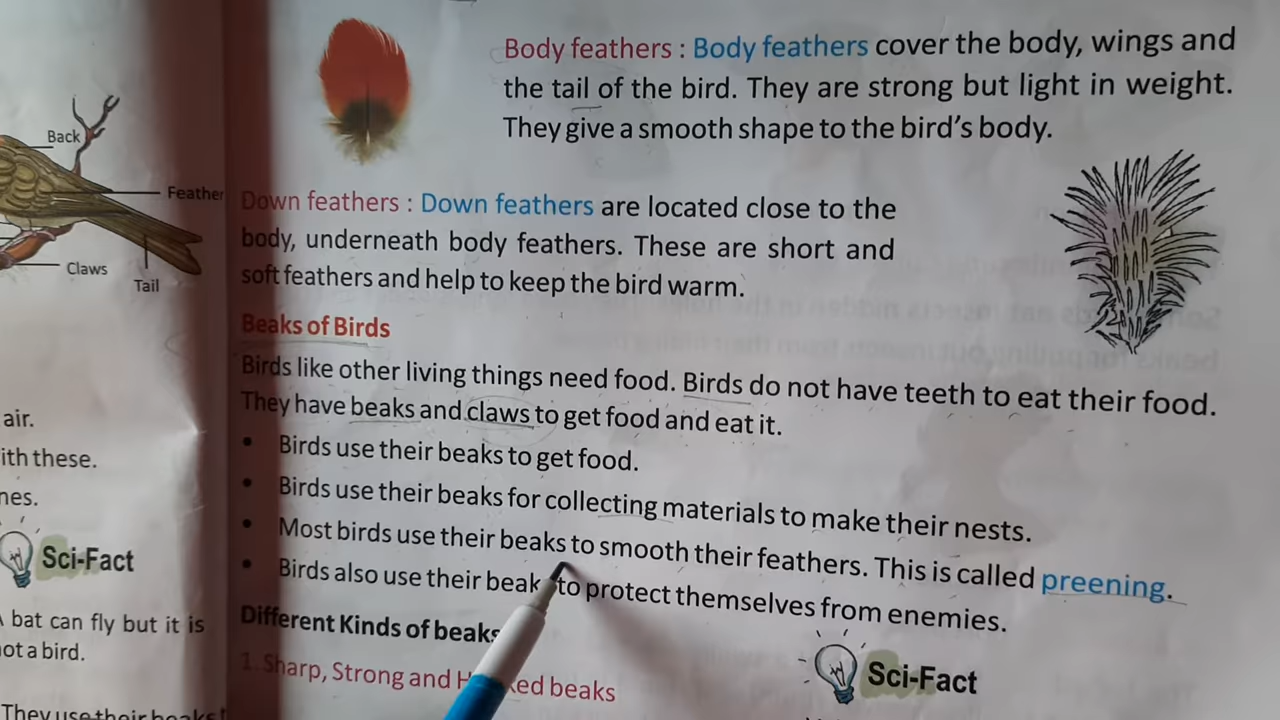 Back
Feather
Claws
Tail
air.
ith these.
nes.
Sci-Fact
bat can fly but it is
not a bird.
They use their beaks
Body feathers : Body feathers cover the body, wings and
the tail of the bird. They are strong but light in weight.
They give a smooth shape to the bird's body.
Down feathers : Down feathers are located close to the
body, underneath body feathers. These are short and
soft feathers and help to keep the bird warm.
Beaks of Birds
Birds like other living things need food. Birds do not have teeth to eat their food.
They have beaks and claws to get food and eat it.
• Birds use their beaks to get food.
• Birds use their beaks for collecting materials to make their nests.
• Most birds use their beaks to smooth their feathers. This is called preening.
• Birds also use their beak to protect themselves from enemies.
Different Kinds of beaks
1. Sharp, Strong and H ked beaks
Sci-Fact